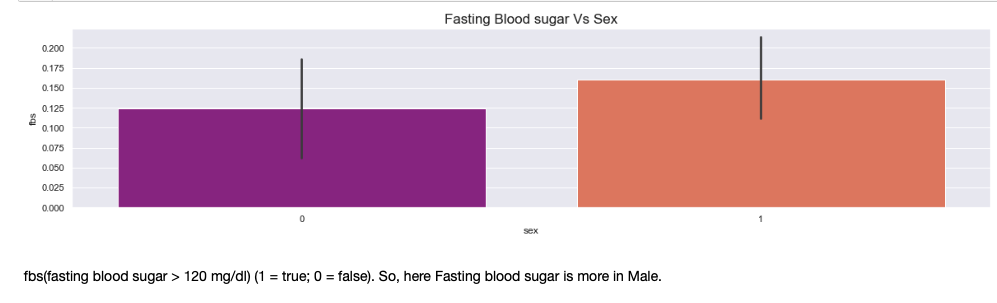 Fasting Blood sugar Vs Sex
0.200
0.175
0.150
0.125
0.100
0.075
0.050
0.025
0.000
fbs
0 1
sex
fbs(fasting blood sugar > 120 mg/dl) (1 = true; 0 = false). So, here Fasting blood sugar is more in Male.